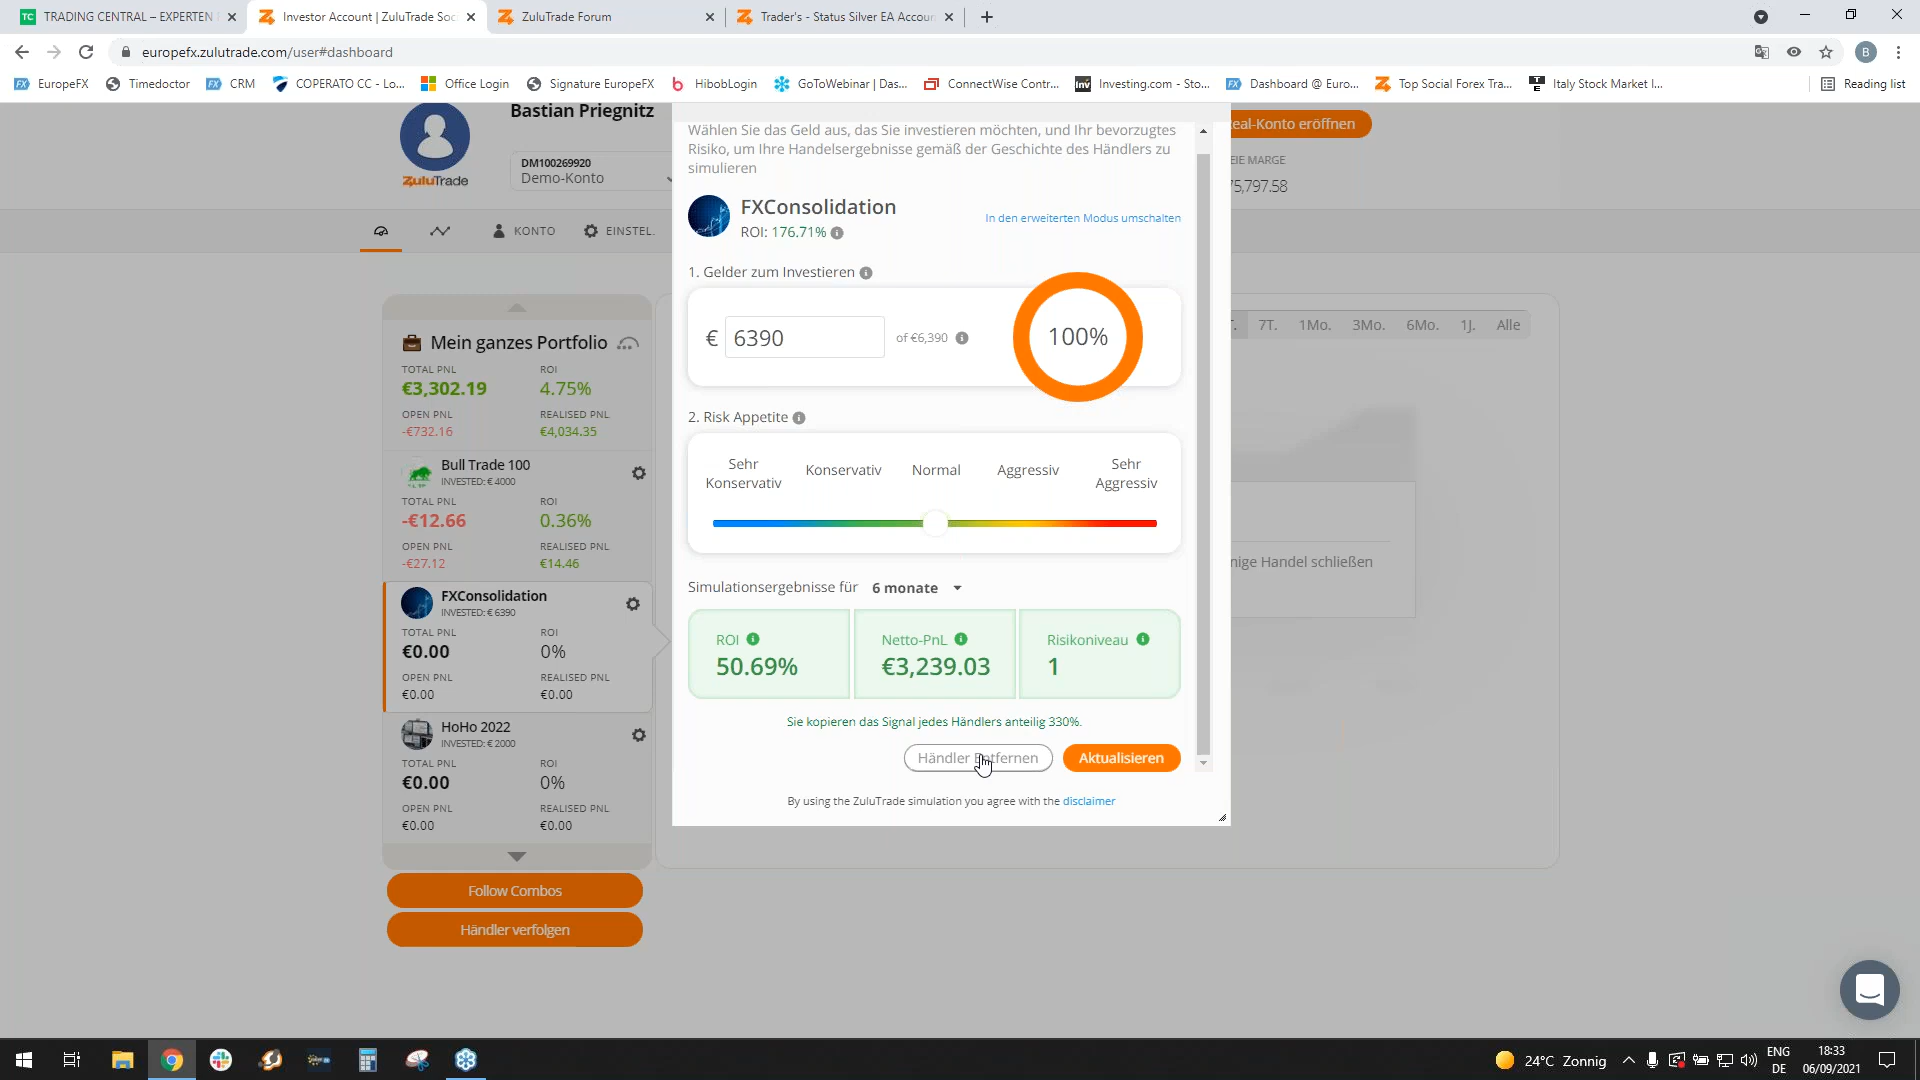 TRADING CENTRAL – EXPERTEN
Investor Account | ZuluTrade Soc
ZuluTrade Forum
Trader's - Status Silver EA Accoun
europefx.zulutrade.com/user#dashboard
B
EuropeFX
Timedoctor
CRM
COPERATO CC - Lo...
Office Login
Signature EuropeFX
HibobLogin
GoToWebinar | Das...
ConnectWise Contr...
Investing.com - Sto...
Dashboard @ Euro...
Top Social Forex Tra...
Italy Stock Market I...
Reading list
Bastian Priegnitz
ZuluTrade
DM100269920
Demo-Konto
eal-Konto eröffnen
EIE MARGE
75,797.58
KONTO
EINSTEL.
Mein ganzes Portfolio
TOTAL PNL
ROI
€3,302.19
4.75%
OPEN PNL
REALISED PNL
-€732.16
€4,034.35
Bull Trade 100
INVESTED: € 4000
TOTAL PNL
ROI
-€12.66
0.36%
OPEN PNL
REALISED PNL
-€27.12
€14.46
FXConsolidation
INVESTED: € 6390
TOTAL PNL
ROI
€0.00
0%
OPEN PNL
REALISED PNL
€0.00
€0.00
HoHo 2022
INVESTED: € 2000
TOTAL PNL
ROI
€0.00
0%
OPEN PNL
REALISED PNL
€0.00
€0.00
Follow Combos
Händler verfolgen
Wählen Sie das Geld aus, das Sie investieren möchten, und Ihr bevorzugtes
Risiko, um Ihre Handelsergebnisse gemäß der Geschichte des Händlers zu
simulieren
FXConsolidation
ROI: 176.71%
In den erweiterten Modus umschalten
1. Gelder zum Investieren
€ 6390 of €6,390
100%
2. Risk Appetite
Sehr Konservativ
Konservativ
Normal
Aggressiv
Sehr Aggressiv
Simulationsergebnisse für 6 monate
ROI
50.69%
Netto-PnL
€3,239.03
Risikoniveau
1
Sie kopieren das Signal jedes Händlers anteilig 330%.
Händler Entfernen
Aktualisieren
By using the ZuluTrade simulation you agree with the disclaimer
T. 7T. 1Mo. 3Mo. 6Mo. 1J. Alle
nige Handel schließen
24°C Zonnig
ENG
DE
18:33
06/09/2021